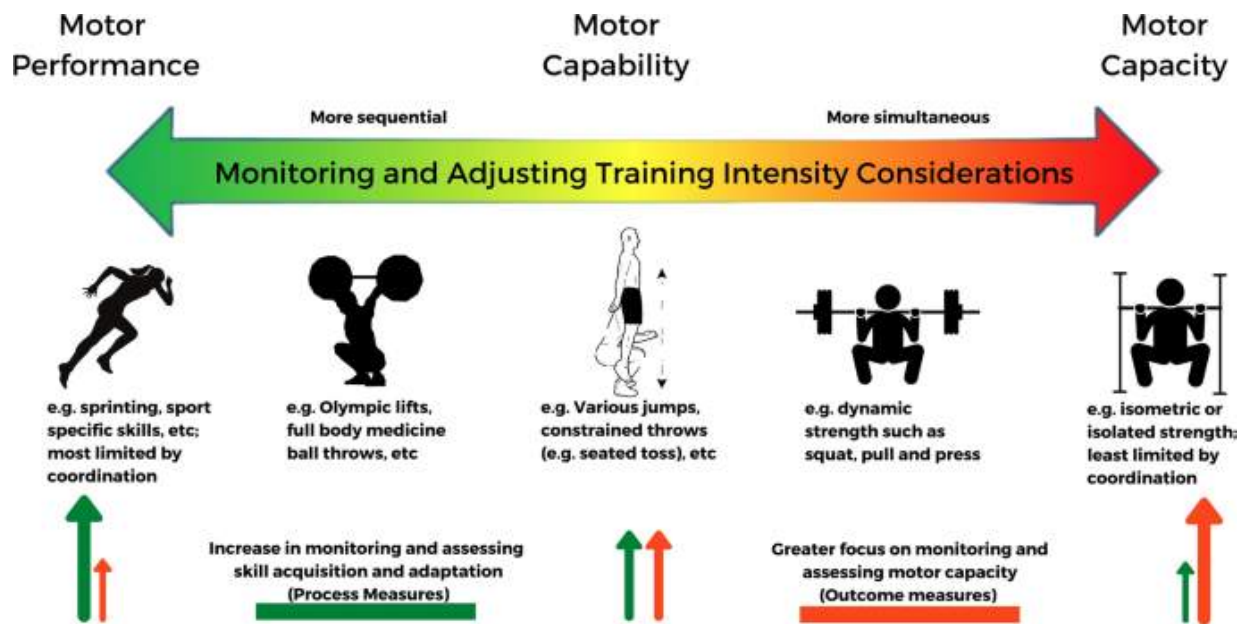 Motor
Performance
Motor
Capability
Motor
Capacity
More sequential
More simultaneous
Monitoring and Adjusting Training Intensity Considerations
e.g. sprinting, sport
specific skills, etc;
most limited by
coordination
e.g. Olympic lifts,
full body medicine
ball throws, etc
e.g. Various jumps,
constrained throws
(e.g. seated toss), etc
e.g. dynamic
strength such as
squat, pull and press
e.g. isometric or
isolated strength;
least limited by
coordination
Increase in monitoring and assessing
skill acquisition and adaptation
(Process Measures)
Greater focus on monitoring and
assessing motor capacity
(Outcome measures)